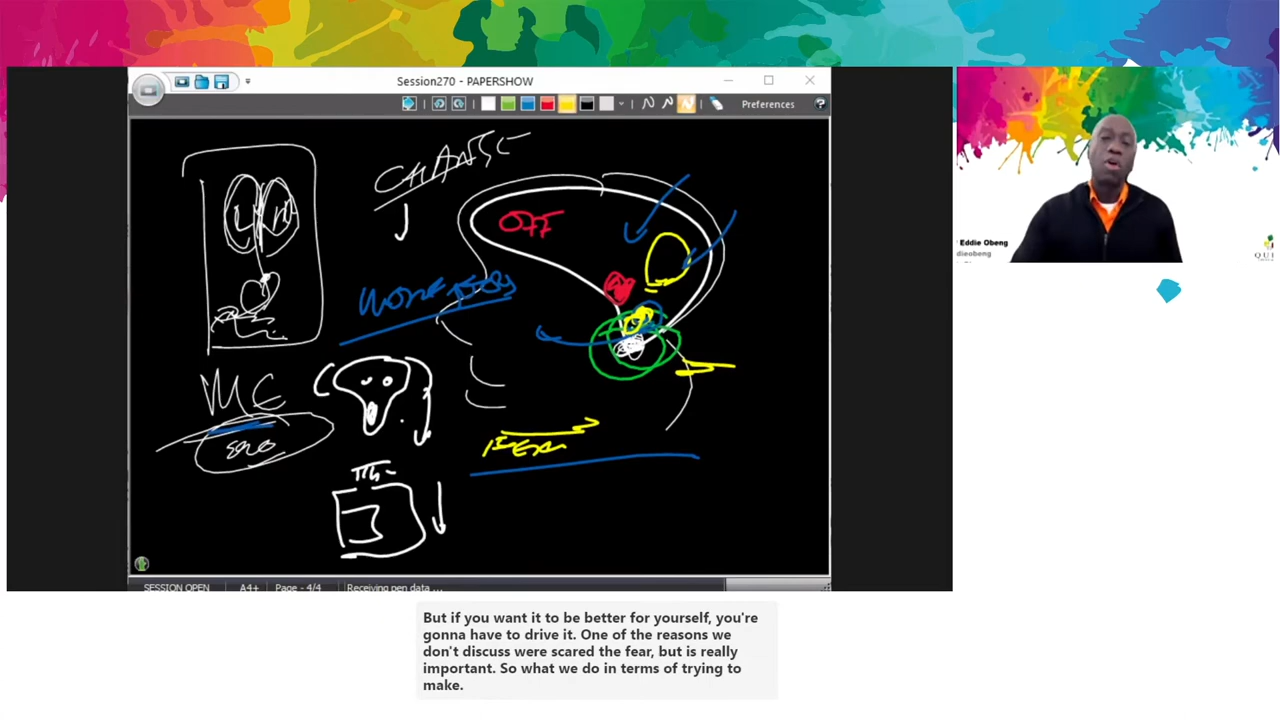 Session270 - PAPERSHOW
Preferences
CHANGE
OFF
ME
Eddie Obeng
eddieobeng
QUI
SESSION OPEN A4+ Page - 4/4 Receiving pen data ...
But if you want it to be better for yourself, you're
gonna have to drive it. One of the reasons we
don't discuss were scared the fear, but is really
important. So what we do in terms of trying to
make.